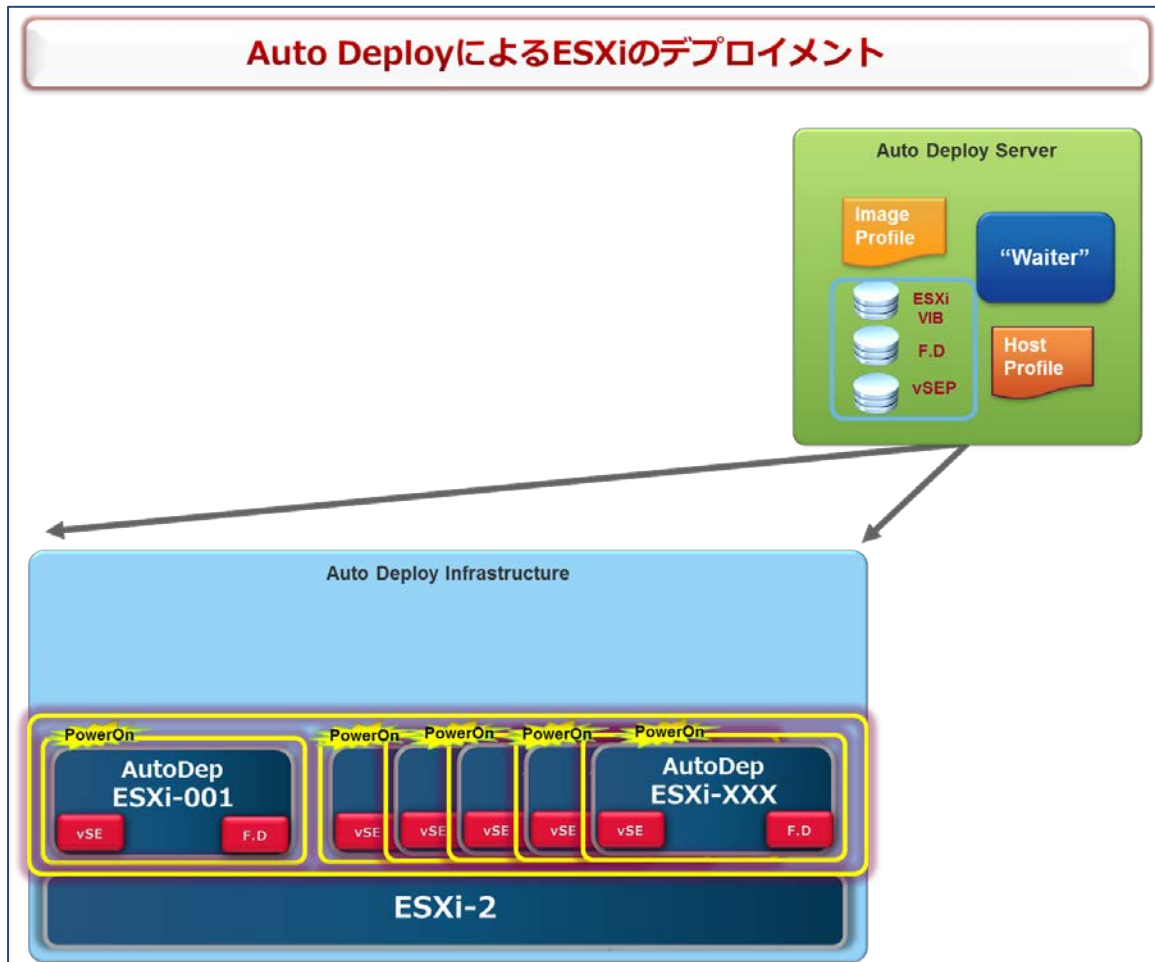 Auto DeployによるESXiのデプロイメント
Auto Deploy Server
Image
Profile
“Waiter”
ESXi
VIB
F.D
vSEP
Host
Profile
Auto Deploy Infrastructure
PowerOn
PowerOn
PowerOn
PowerOn
PowerOn
AutoDep
ESXi-001
AutoDep
ESXi-XXX
vSE
F.D
vSE
vSE
vSE
vSE
vSE
F.D
ESXi-2